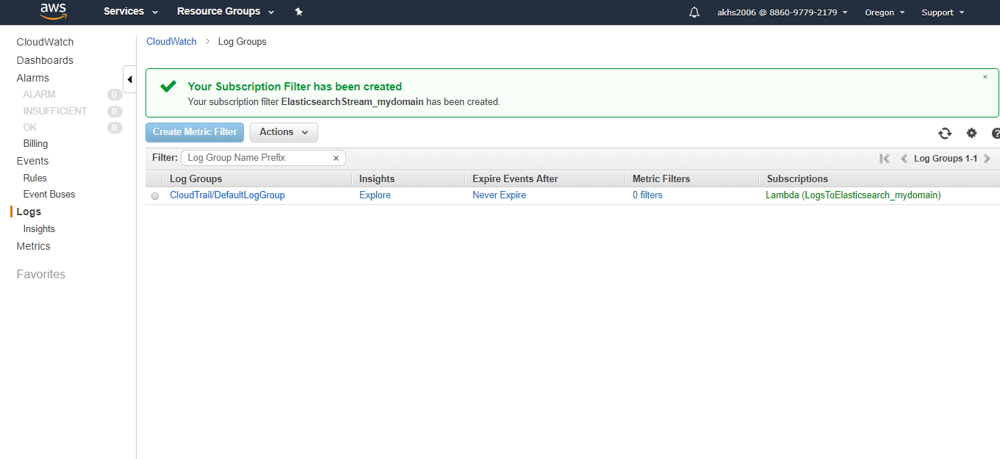 aws Services Resource Groups akhs2006 @ 8860-9779-2179 Oregon Support
CloudWatch
Dashboards
Alarms
ALARM 0
INSUFFICIENT 0
OK 0
Billing
Events
Rules
Event Buses
Logs
Insights
Metrics
Favorites
CloudWatch > Log Groups
Your Subscription Filter has been created ×
Your subscription filter ElasticsearchStream_mydomain has been created.
Create Metric Filter Actions ?
Filter: Log Group Name Prefix × Log Groups 1-1
Log Groups Insights Expire Events After Metric Filters Subscriptions
CloudTrail/DefaultLogGroup Explore Never Expire 0 filters Lambda (LogsToElasticsearch_mydomain)